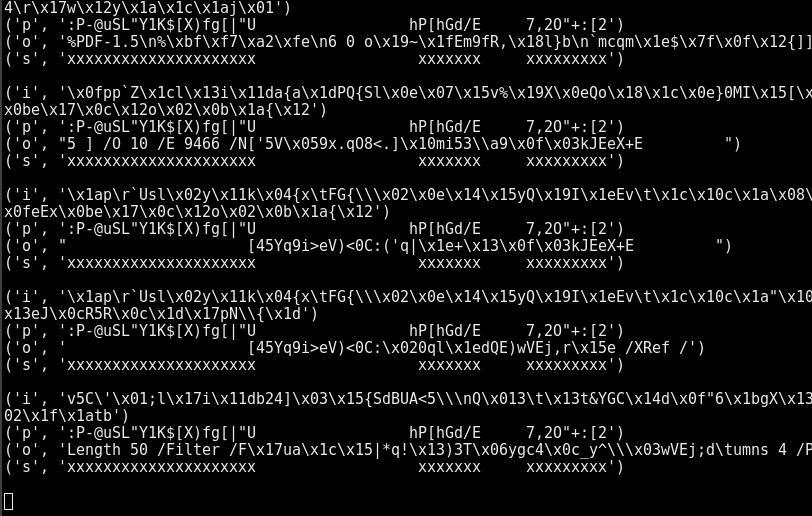 4\r\x17w\x12y\x1a\x1c\x1aj\x01')
('p', ':P-@uSL"Y1K$[X)fg[|"U                 hP[hGd/E     7,2O"+:[2')
('o', '%PDF-1.5\n%\xbf\xf7\xa2\xfe\n6 0 o\x19~\x1fEm9fR,\x18l}b\n`mcqm\x1e$\x7f\x0f\x12{]]
('s', 'xxxxxxxxxxxxxxxxxxxxx                  xxxxxxx     xxxxxxxxx')
('i', '\x0fpp`Z\x1cl\x13i\x11da{a\x1dPQ{Sl\x0e\x07\x15v%\x19X\x0eQo\x18\x1c\x0e}0MI\x15[\x
x0be\x17\x0c\x12o\x02\x0b\x1a{\x12')
('p', ':P-@uSL"Y1K$[X)fg[|"U                 hP[hGd/E     7,2O"+:[2')
('o', "5 ] /O 10 /E 9466 /N['5V\x059x.qO8<.]\x10mi53\\a9\x0f\x03kJEeX+E         ")
('s', 'xxxxxxxxxxxxxxxxxxxxx                  xxxxxxx     xxxxxxxxx')
('i', '\x1ap\r`Usl\x02y\x11k\x04{x\tFG{\\\x02\x0e\x14\x15yQ\x19I\x1eEv\t\x1c\x10c\x1a\x08\
x0feEx\x0be\x17\x0c\x12o\x02\x0b\x1a{\x12')
('p', ':P-@uSL"Y1K$[X)fg[|"U                 hP[hGd/E     7,2O"+:[2')
('o', "                    [45Yq9i>eV)<0C:('q|\x1e+\x13\x0f\x03kJEeX+E         ")
('s', 'xxxxxxxxxxxxxxxxxxxxx                  xxxxxxx     xxxxxxxxx')
('i', '\x1ap\r`Usl\x02y\x11k\x04{x\tFG{\\\x02\x0e\x14\x15yQ\x19I\x1eEv\t\x1c\x10c\x1a"\x10
x13eJ\x0cR5R\x0c\x1d\x17pN\\{\x1d')
('p', ':P-@uSL"Y1K$[X)fg[|"U                 hP[hGd/E     7,2O"+:[2')
('o', '                    [45Yq9i>eV)<0C:\x020ql\x1edQE)wVEj,r\x15e /XRef /')
('s', 'xxxxxxxxxxxxxxxxxxxxx                  xxxxxxx     xxxxxxxxx')
('i', 'v5C\'\x01;l\x17i\x11db24]\x03\x15{SdBUA<5\\\nQ\x013\t\x13t&YGC\x14d\x0f"6\x1bgX\x13
02\x1f\x1atb')
('p', ':P-@uSL"Y1K$[X)fg[|"U                 hP[hGd/E     7,2O"+:[2')
('o', 'Length 50 /Filter /F\x17ua\x1c\x15|*q!\x13)3T\x06ygc4\x0c_y^\\\x03wVEj;d\tumns 4 /P
('s', 'xxxxxxxxxxxxxxxxxxxxx                  xxxxxxx     xxxxxxxxx')